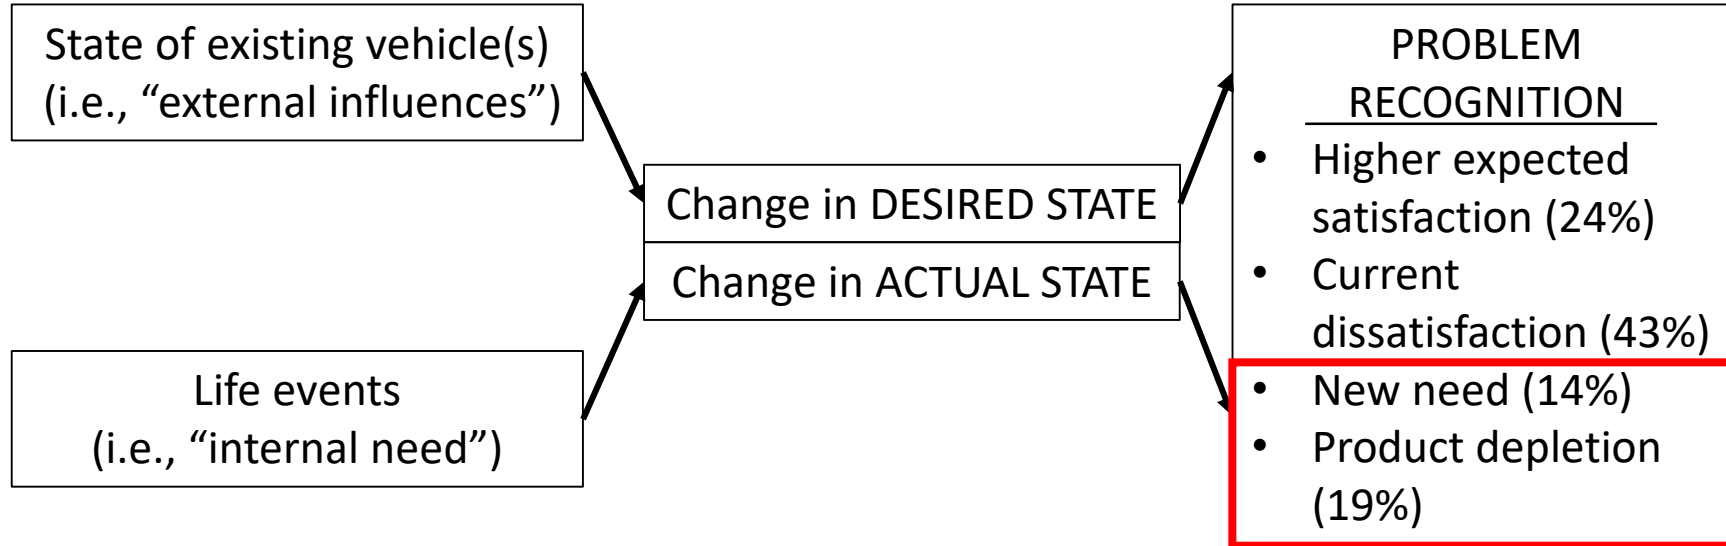 State of existing vehicle(s)
(i.e., “external influences”)
Life events
(i.e., “internal need”)
Change in DESIRED STATE
Change in ACTUAL STATE
PROBLEM
RECOGNITION
• Higher expected
satisfaction (24%)
• Current
dissatisfaction (43%)
• New need (14%)
• Product depletion
(19%)